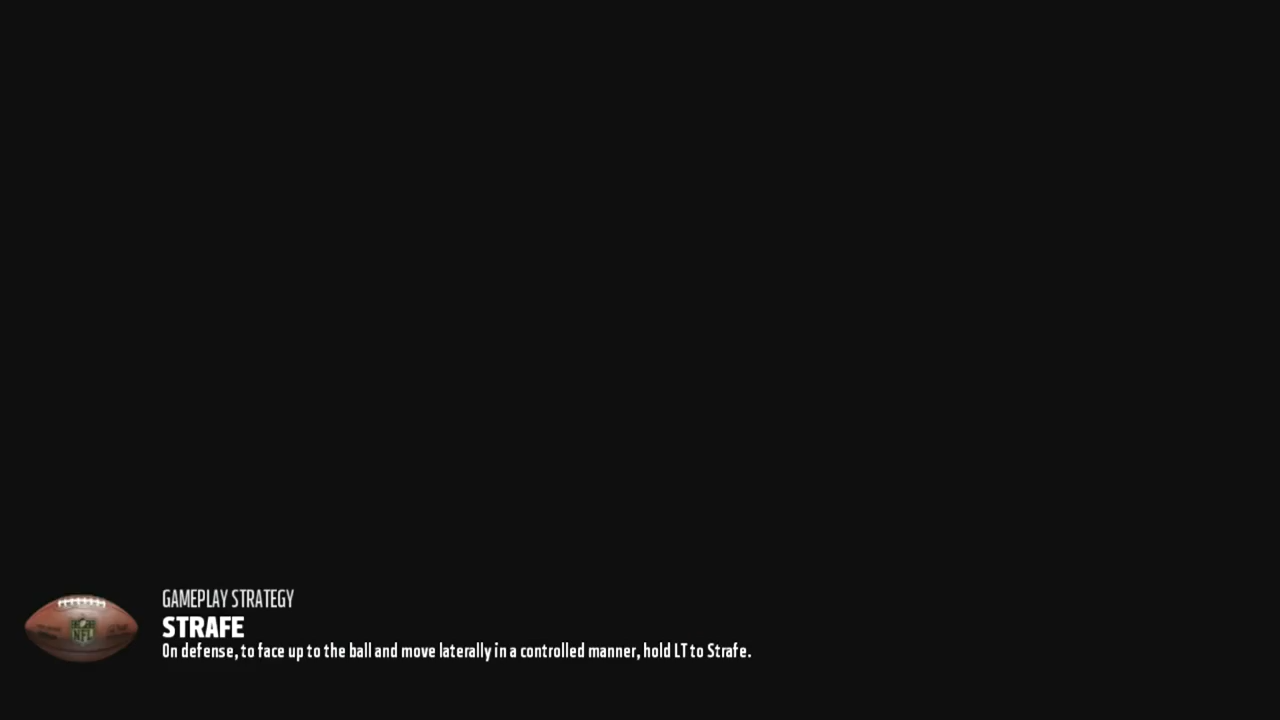 GAMEPLAY STRATEGY
STRAFE
On defense, to face up to the ball and move laterally in a controlled manner, hold LT to Strafe.
NFL